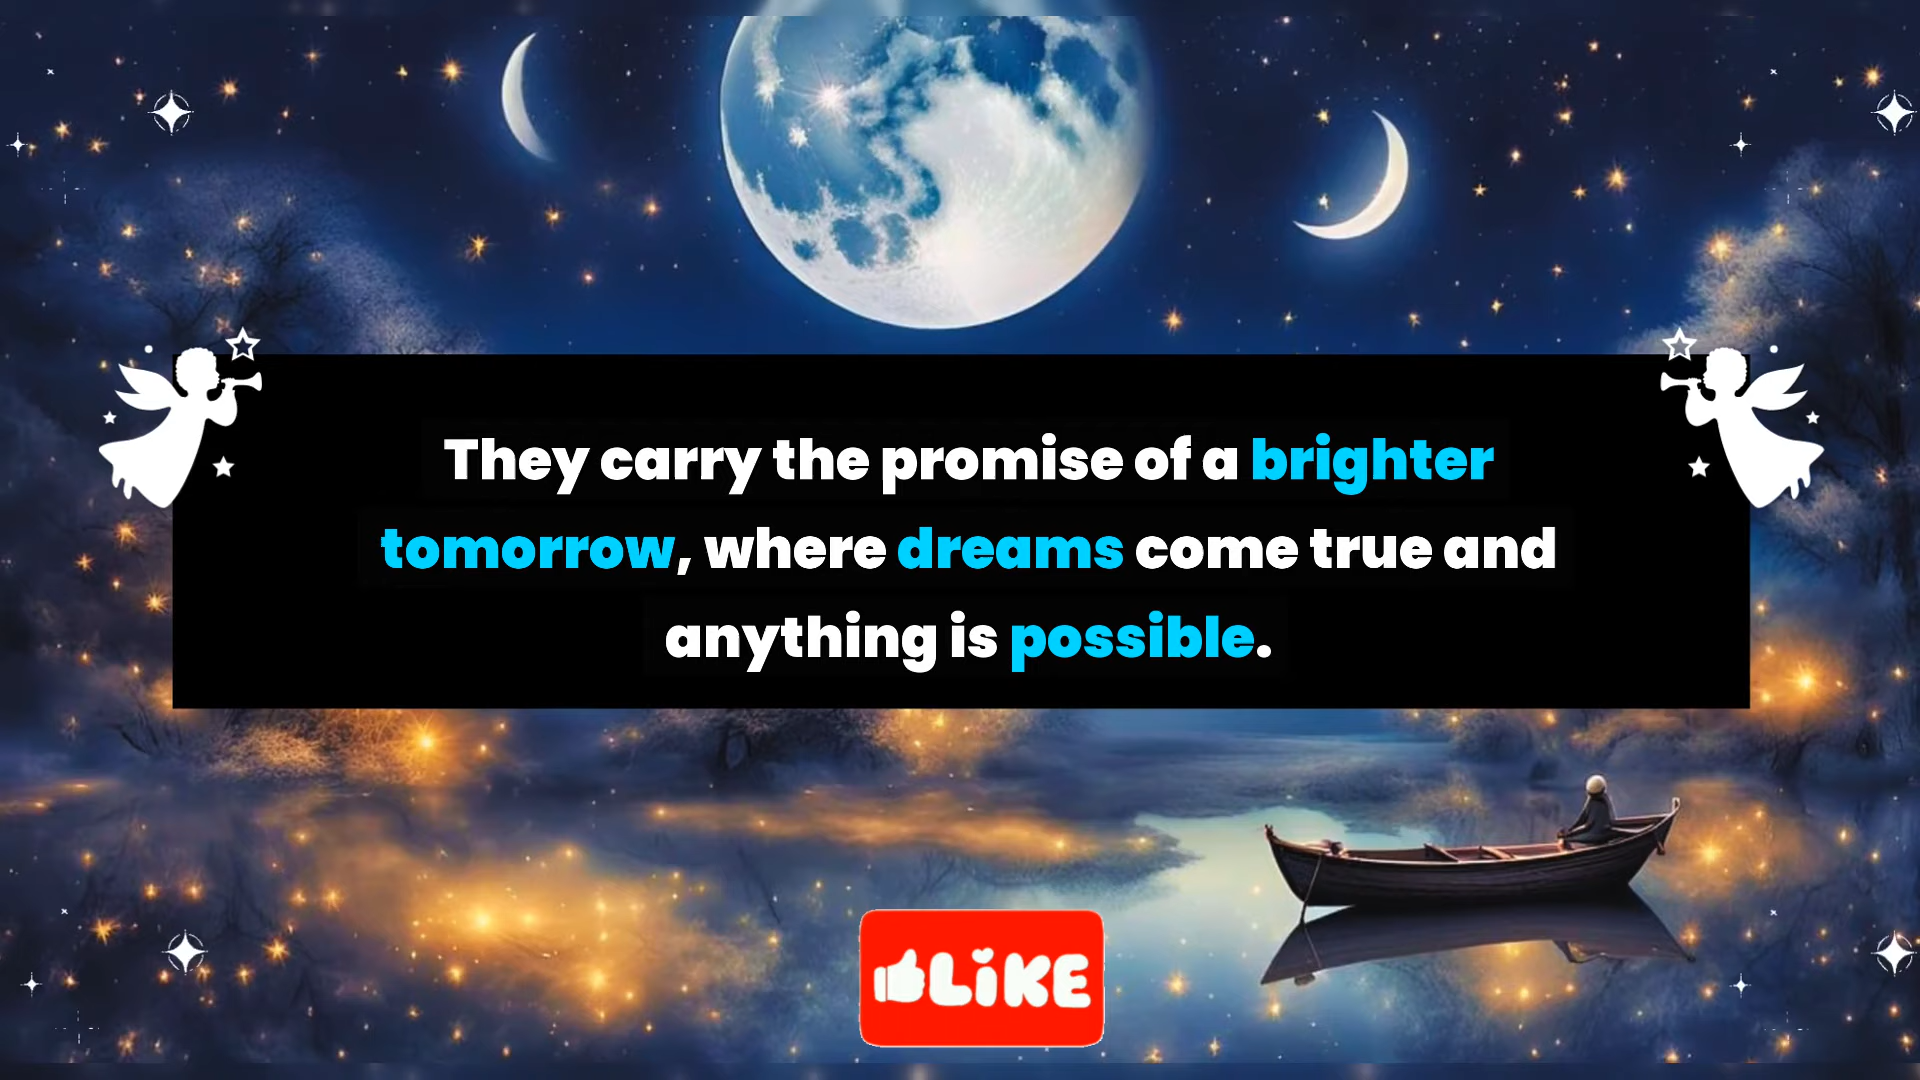 They carry the promise of a brighter
tomorrow, where dreams come true and
anything is possible.
LiKE